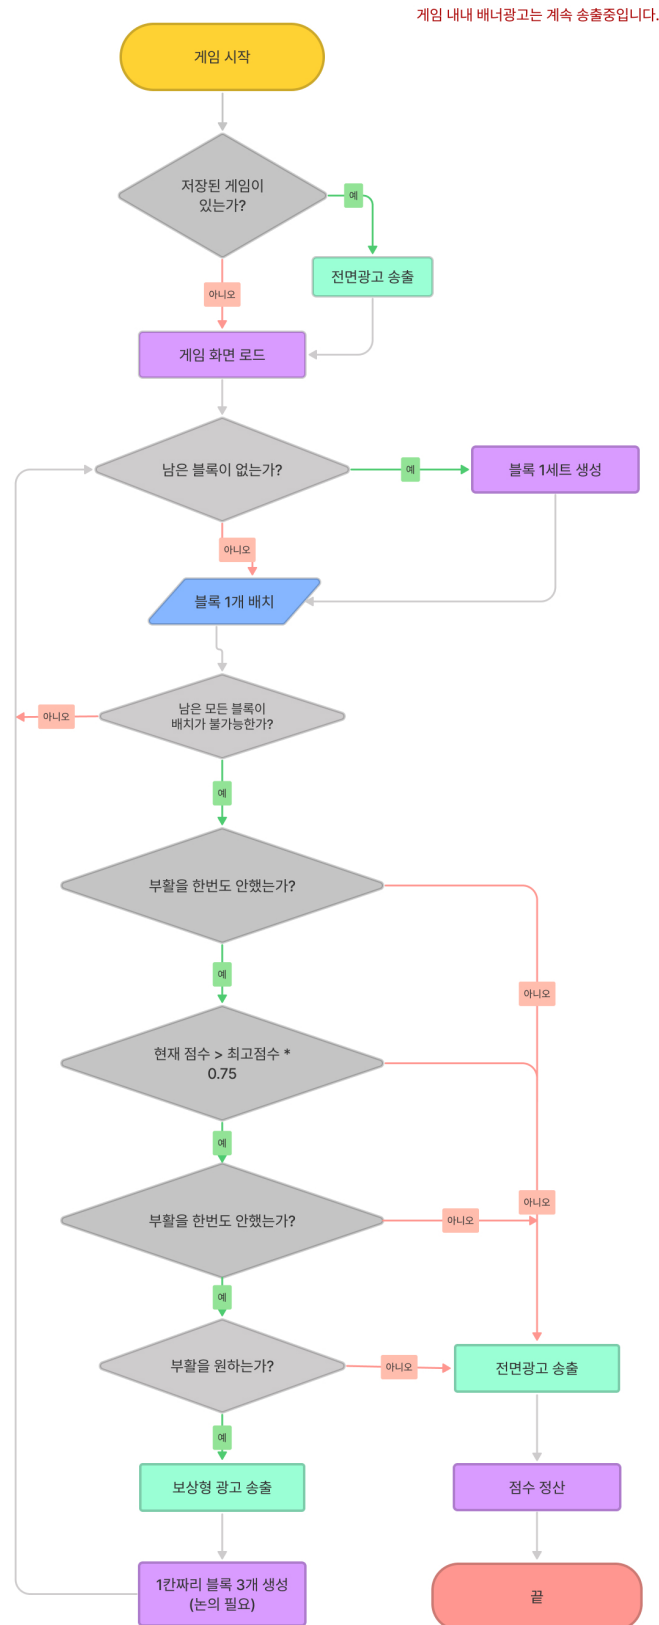 게임 내내 배너광고는 계속 송출중입니다.
게임 시작
저장된 게임이
있는가?
예
전면광고 송출
아니오
게임 화면 로드
남은 블록이 없는가?
예
블록 1세트 생성
아니오
블록 1개 배치
남은 모든 블록이
배치가 불가능한가?
아니오
예
부활을 한번도 안했는가?
예
아니오
현재 점수 > 최고점수 *
0.75
예
아니오
부활을 한번도 안했는가?
아니오
예
부활을 원하는가?
아니오
전면광고 송출
예
보상형 광고 송출
점수 정산
1칸짜리 블록 3개 생성
(논의 필요)
끝